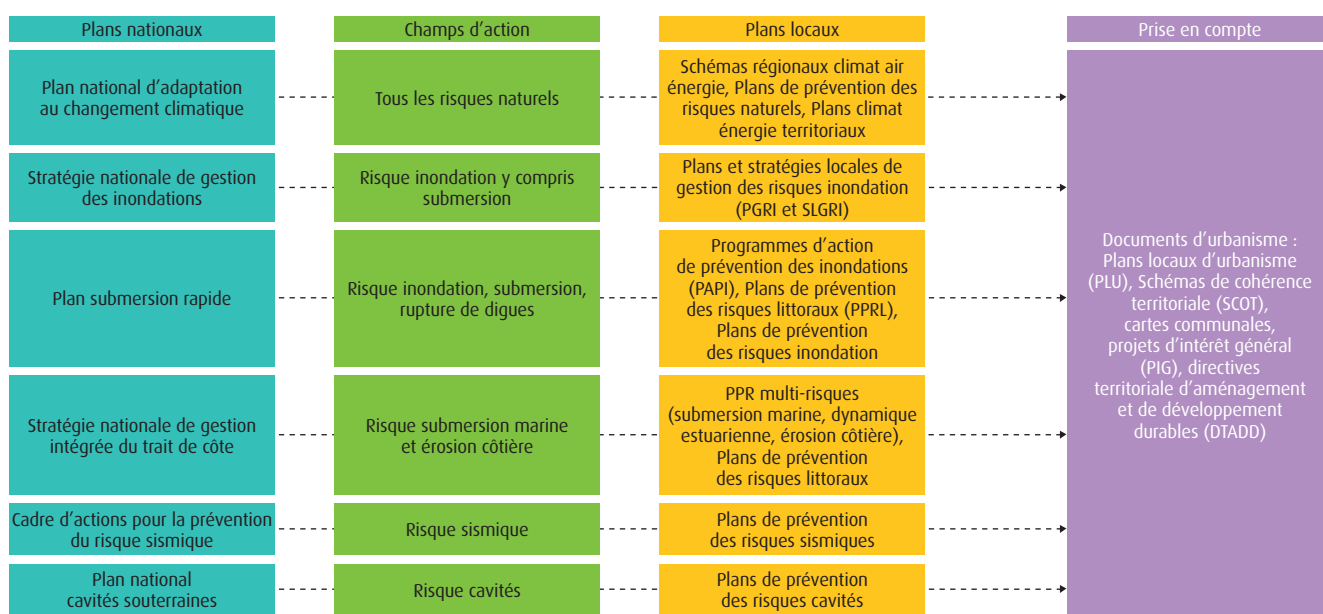 Plans nationaux
Champs d'action
Plans locaux
Prise en compte
Plan national d'adaptation
au changement climatique
Tous les risques naturels
Schémas régionaux climat air
énergie, Plans de prévention des
risques naturels, Plans climat
énergie territoriaux
Stratégie nationale de gestion
des inondations
Risque inondation y compris
submersion
Plans et stratégies locales de
gestion des risques inondation
(PGRI et SLGRI)
Plan submersion rapide
Risque inondation, submersion,
rupture de digues
Programmes d'action
de prévention des inondations
(PAPI), Plans de prévention
des risques littoraux (PPRL),
Plans de prévention
des risques inondation
Stratégie nationale de gestion
intégrée du trait de côte
Risque submersion marine
et érosion côtière
PPR multi-risques
(submersion marine, dynamique
estuarienne, érosion côtière),
Plans de prévention
des risques littoraux
Cadre d'actions pour la prévention
du risque sismique
Risque sismique
Plans de prévention
des risques sismiques
Plan national
cavités souterraines
Risque cavités
Plans de prévention
des risques cavités
Documents d'urbanisme :
Plans locaux d'urbanisme
(PLU), Schémas de cohérence
territoriale (SCOT),
cartes communales,
projets d'intérêt général
(PIG), directives
territoriale d'aménagement
et de développement
durables (DTADD)